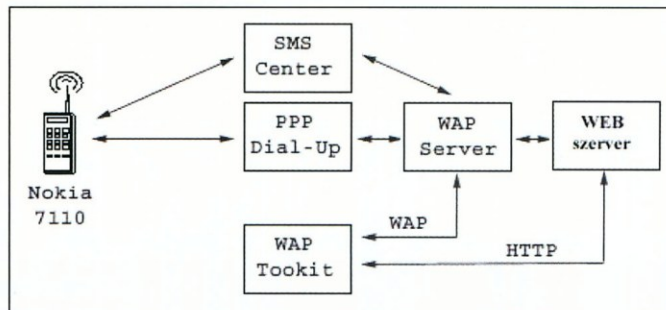 SMS
Center
PPP
Dial-Up
WAP
Server
WEB
szerver
Nokia
7110
WAP
WAP
Tookit
HTTP